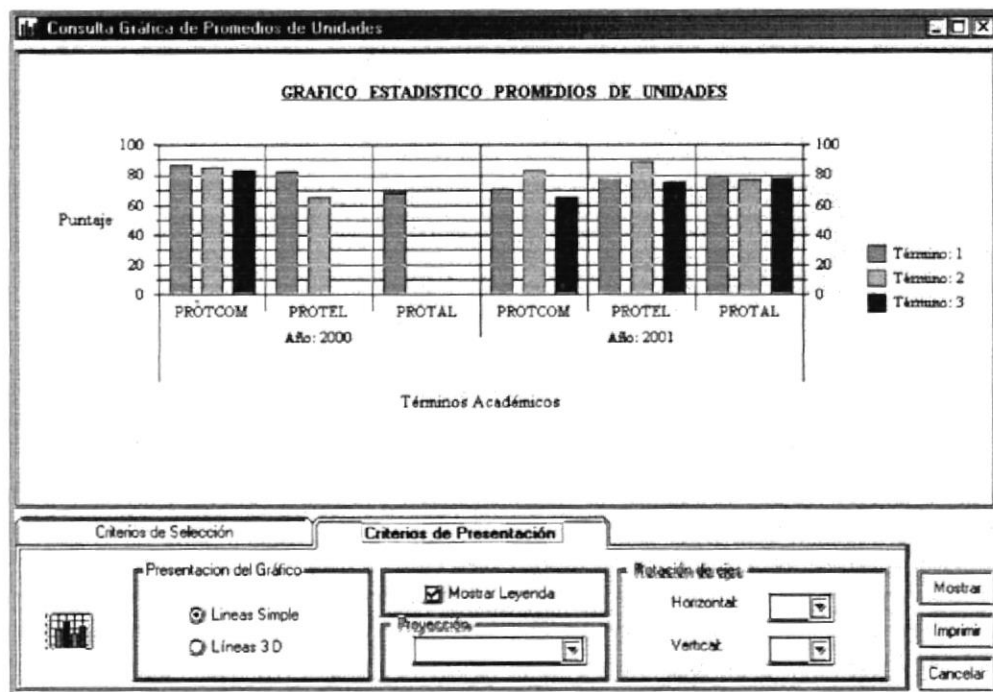 Consulta Gráfica de Promedios de Unidades
GRAFICO ESTADISTICO PROMEDIOS DE UNIDADES
100 100
80 80
Puntaje 60 60
40 40
20 20
0 0
Término: 1
Término: 2
Término: 3
PROTCOM PROTEL PROTAL PROTCOM PROTEL PROTAL
Año: 2000 Año: 2001
Términos Académicos
Criterios de Selección Criterios de Presentación
Presentacion del Gráfico
Lineas Simple
Líneas 3D
Mostrar Leyenda
Proyección
Rotación de ejes
Horizontal:
Vertical:
Mostrar
Imprimir
Cancelar